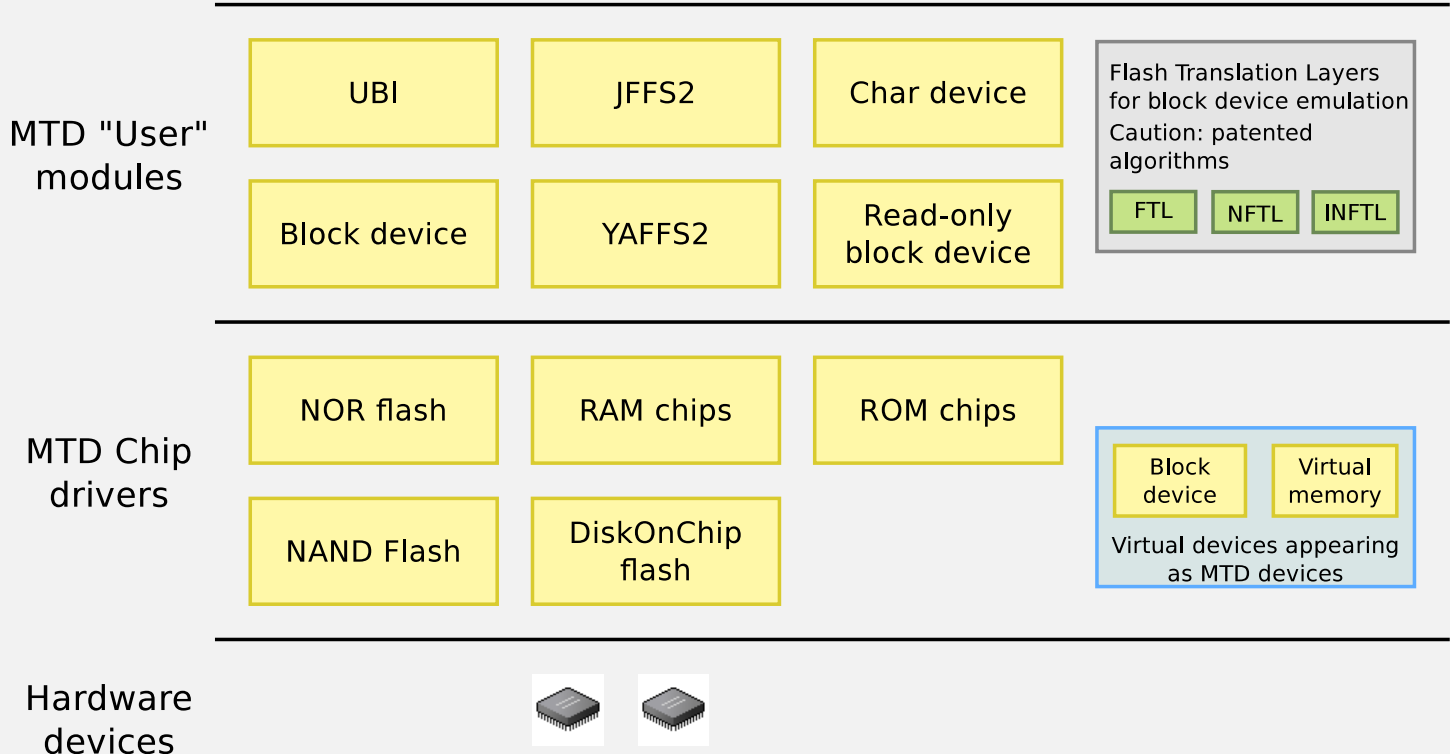 MTD "User"
modules
UBI
JFFS2
Char device
Block device
YAFFS2
Read-only
block device
Flash Translation Layers
for block device emulation
Caution: patented
algorithms
FTL
NFTL
INFTL
MTD Chip
drivers
NOR flash
RAM chips
ROM chips
NAND Flash
DiskOnChip
flash
Block
device
Virtual
memory
Virtual devices appearing
as MTD devices
Hardware
devices